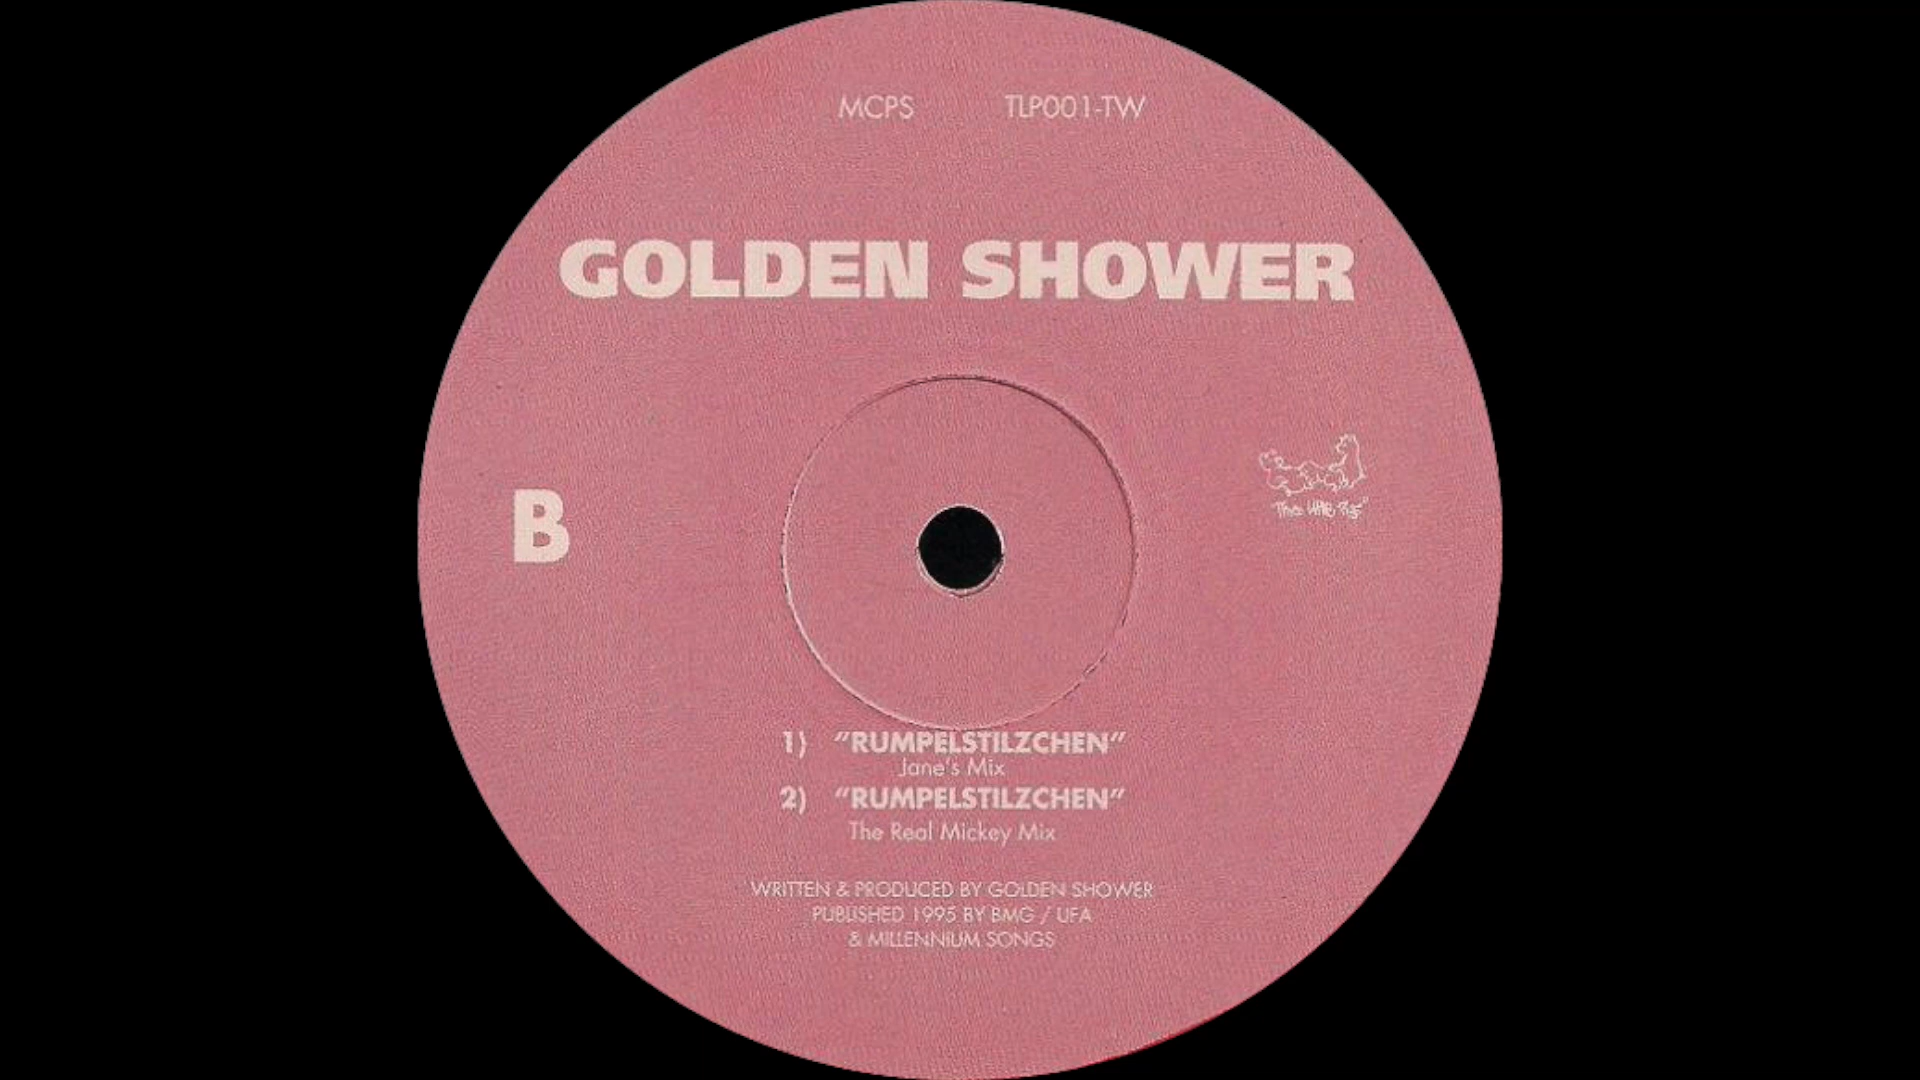 MCPS TLP001-TW
GOLDEN SHOWER
B
1) "RUMPELSTILZCHEN"
Jane's Mix
2) "RUMPELSTILZCHEN"
The Real Mickey Mix
WRITTEN & PRODUCED BY GOLDEN SHOWER
PUBLISHED 1995 BY BMG / UFA
& MILLENNIUM SONGS